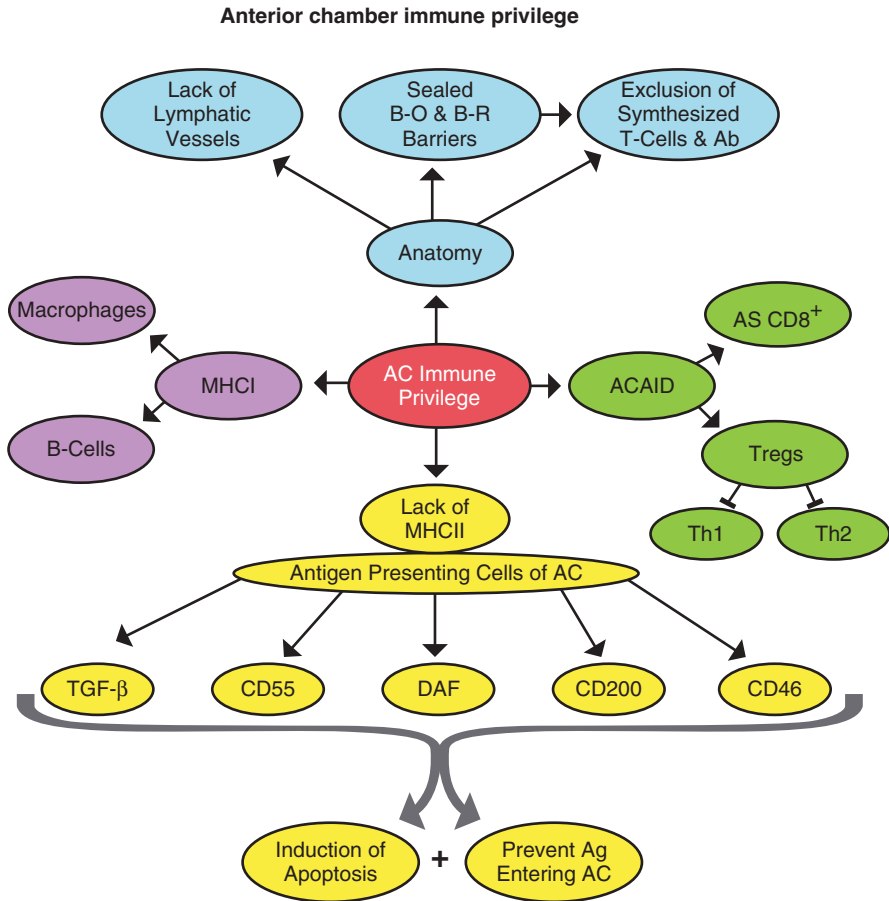 Anterior chamber immune privilege
Lack of
Lymphatic
Vessels
Sealed
B-O & B-R
Barriers
Exclusion of
Symthesized
T-Cells & Ab
Anatomy
Macrophages
MHCI
B-Cells
AC Immune
Privilege
ACAID
AS CD8⁺
Tregs
Th1
Th2
Lack of
MHCII
Antigen Presenting Cells of AC
TGF-β
CD55
DAF
CD200
CD46
Induction of
Apoptosis
+
Prevent Ag
Entering AC